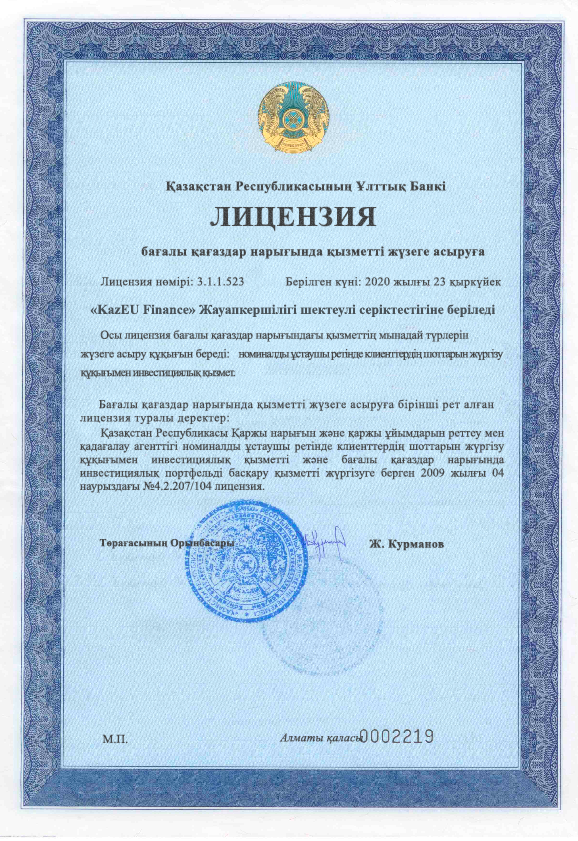 Қазақстан Республикасының Ұлттық Банкі
ЛИЦЕНЗИЯ
бағалы қағаздар нарығында қызметті жүзеге асыруға
Лицензия нөмірі: 3.1.1.523 Берілген күні: 2020 жылғы 23 қыркүйек
«KazEU Finance» Жауапкершілігі шектеулі серіктестігіне беріледі
Осы лицензия бағалы қағаздар нарығындағы қызметтің мынадай түрлерін
жүзеге асыру құқығын береді: номиналды ұстаушы ретінде клиенттердің шоттарын жүргізу
құқығымен инвестициялық қызмет.
Бағалы қағаздар нарығында қызметті жүзеге асыруға бірінші рет алған
лицензия туралы деректер:
Қазақстан Республикасы Қаржы нарығын және қаржы ұйымдарын реттеу мен
қадағалау агенттігі номиналды ұстаушы ретінде клиенттердің шоттарын жүргізу
құқығымен инвестициялық қызметті және бағалы қағаздар нарығында
инвестициялық портфельді басқару қызметті жүргізуге берген 2009 жылғы 04
наурыздағы №4.2.207/104 лицензия.
Төрағасының Орынбасары Ж. Курманов
М.П. Алматы қаласы 0002219